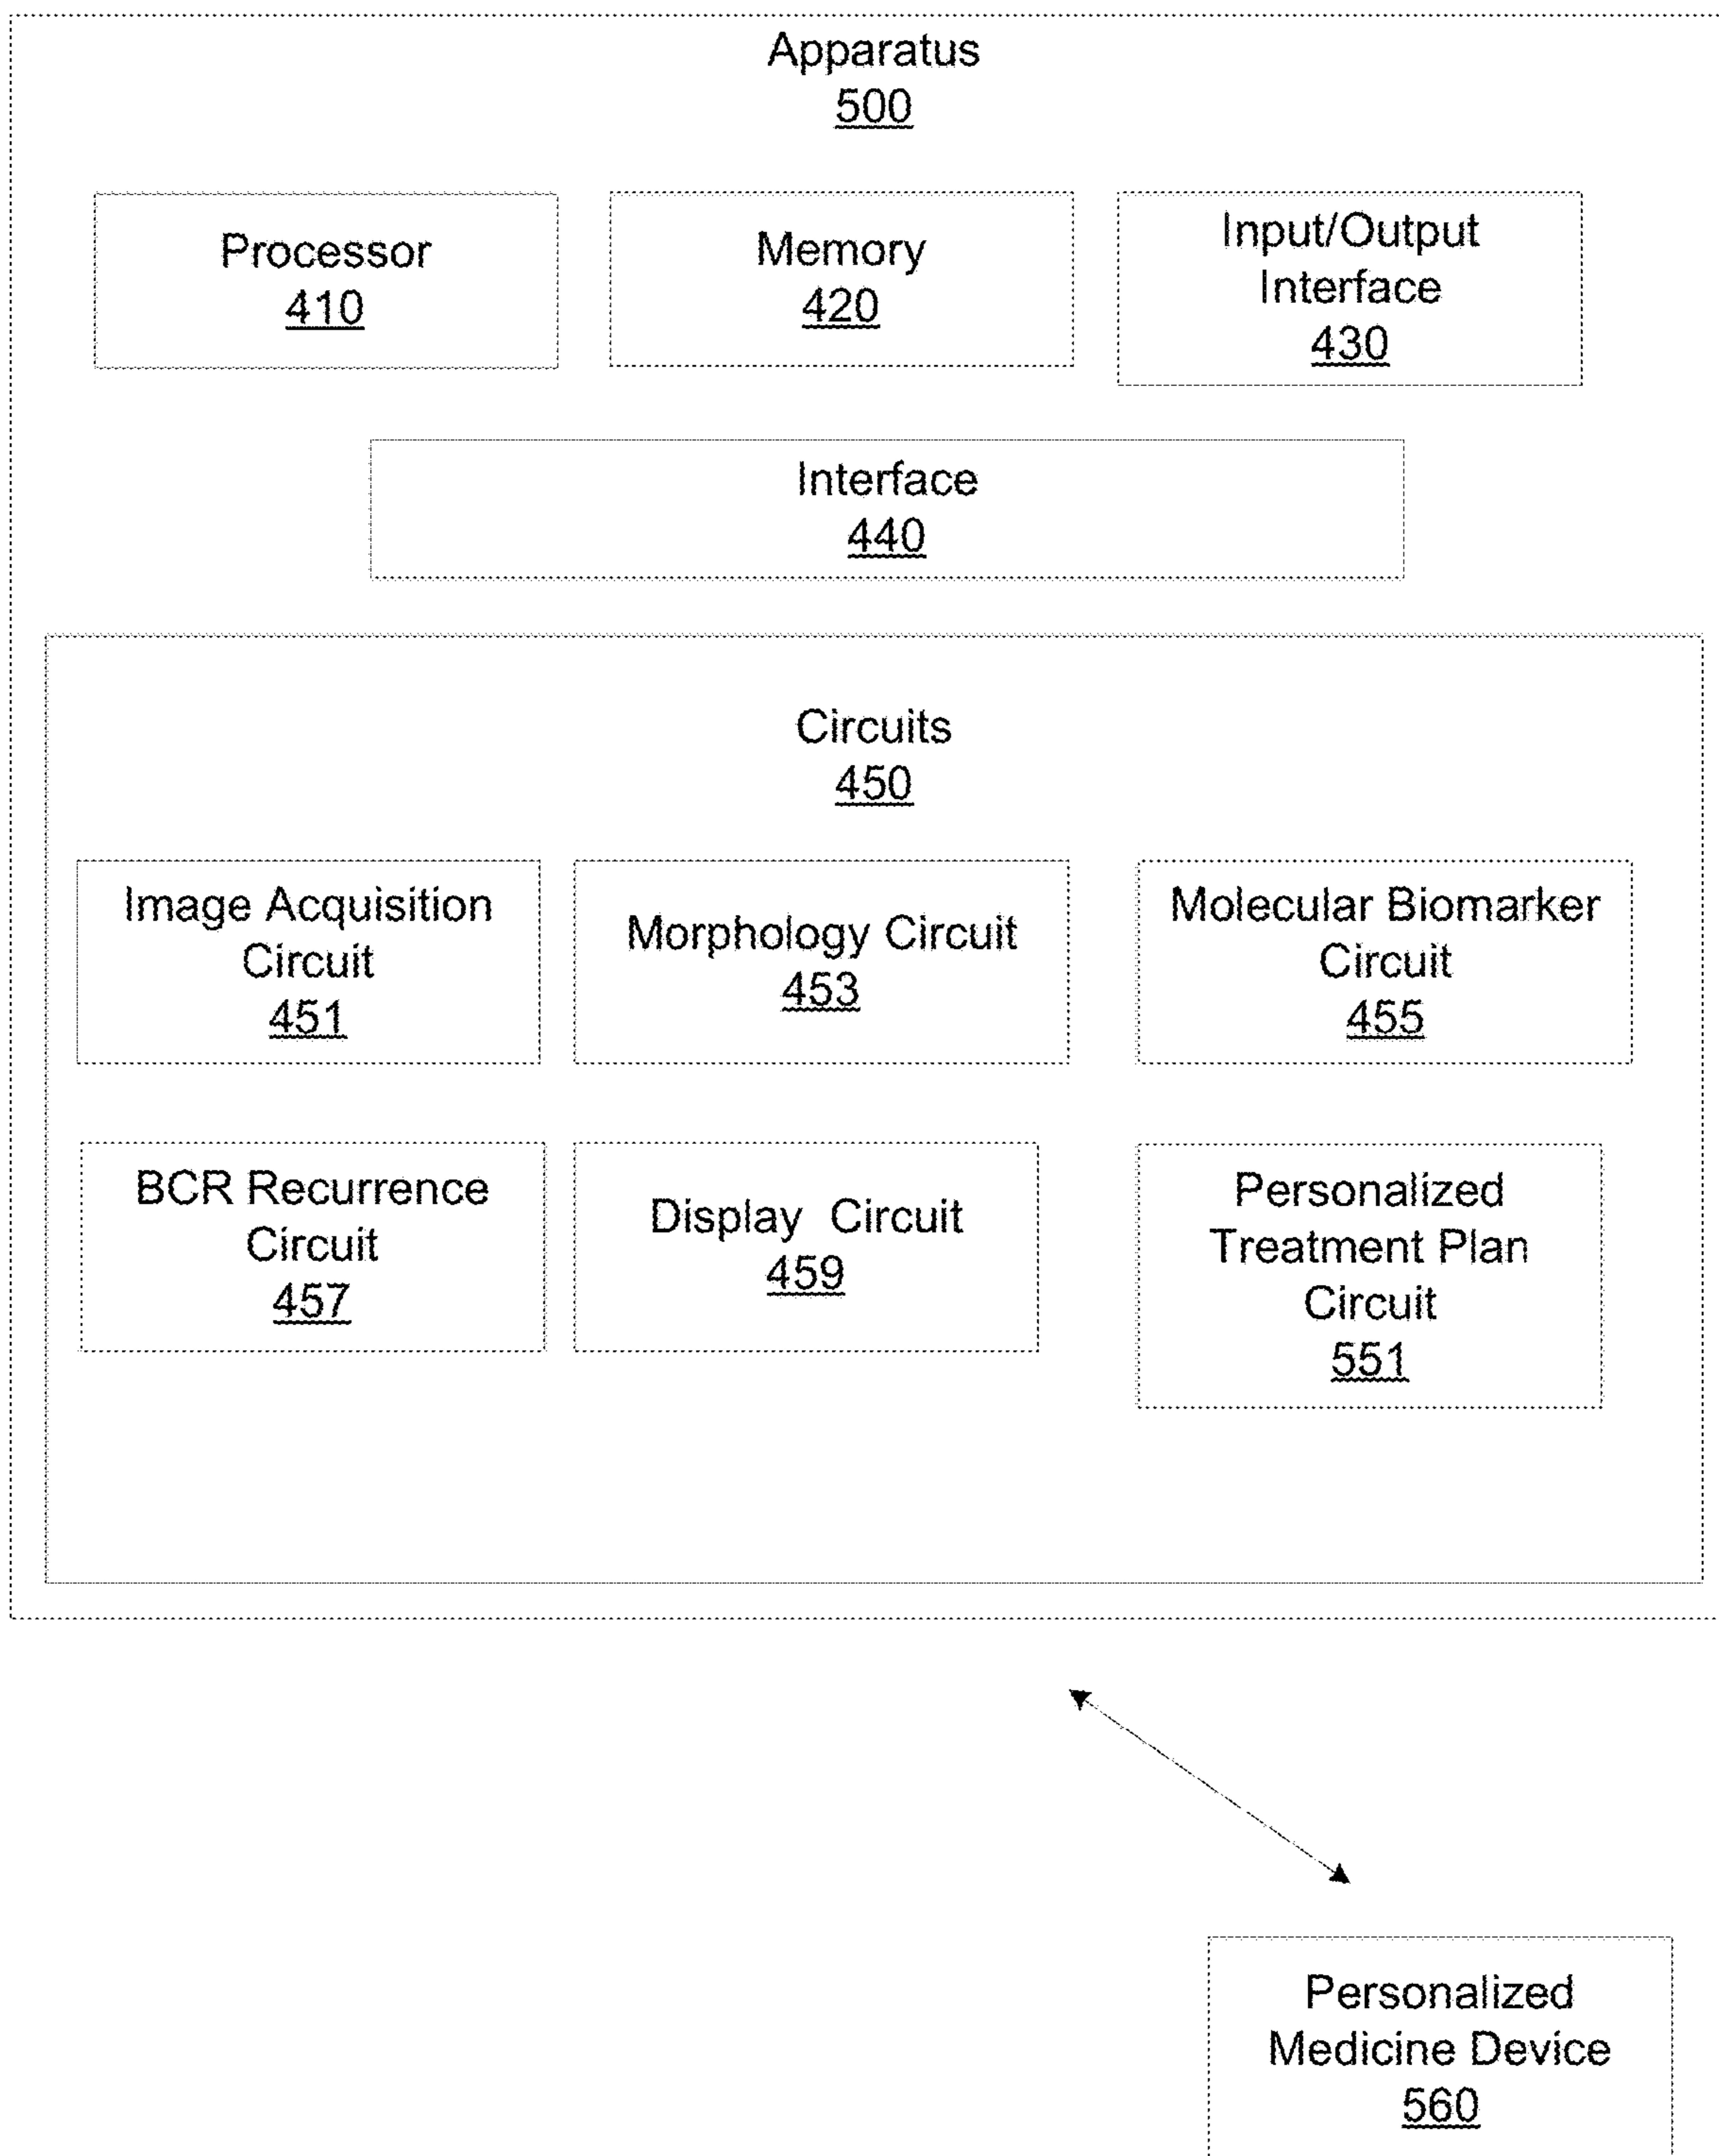 Apparatus
500
Processor
410
Memory
420
Input/Output
Interface
430
Interface
440
Circuits
450
Image Acquisition
Circuit
451
Morphology Circuit
453
Molecular Biomarker
Circuit
455
BCR Recurrence
Circuit
457
Display Circuit
459
Personalized
Treatment Plan
Circuit
551
Personalized
Medicine Device
560